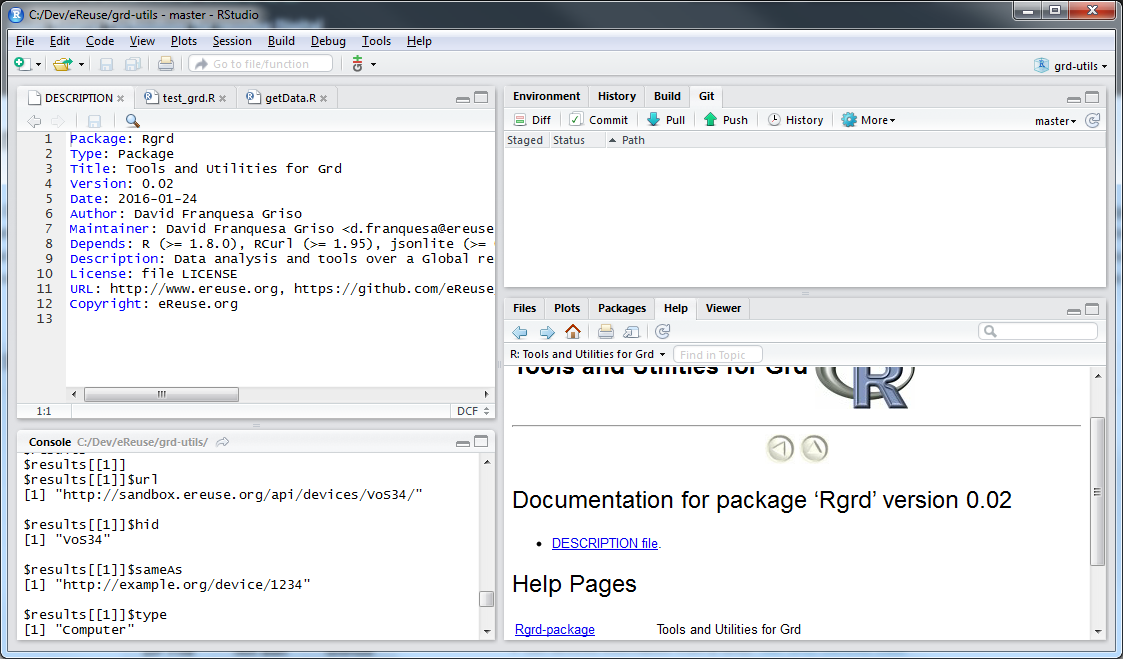 C:/Dev/eReuse/grd-utils - master - RStudio
File Edit Code View Plots Session Build Debug Tools Help
Go to file/function
grd-utils
DESCRIPTION test_grd.R getData.R
1 Package: Rgrd
2 Type: Package
3 Title: Tools and Utilities for Grd
4 Version: 0.02
5 Date: 2016-01-24
6 Author: David Franquesa Griso
7 Maintainer: David Franquesa Griso <d.franquesa@ereuse
8 Depends: R (>= 1.8.0), RCurl (>= 1.95), jsonlite (>=
9 Description: Data analysis and tools over a Global re
10 License: file LICENSE
11 URL: http://www.ereuse.org, https://github.com/eReuse
12 Copyright: eReuse.org
13
1:1 DCF
Console C:/Dev/eReuse/grd-utils/
$results
$results[[1]]
$results[[1]]$url
[1] "http://sandbox.ereuse.org/api/devices/VoS34/"
$results[[1]]$hid
[1] "VoS34"
$results[[1]]$sameAs
[1] "http://example.org/device/1234"
$results[[1]]$type
[1] "Computer"
Environment History Build Git
Diff Commit Pull Push History More master
Staged Status Path
Files Plots Packages Help Viewer
R: Tools and Utilities for Grd Find in Topic
Tools and Utilities for Grd R
Documentation for package ‘Rgrd’ version 0.02
• DESCRIPTION file.
Help Pages
Rgrd-package Tools and Utilities for Grd